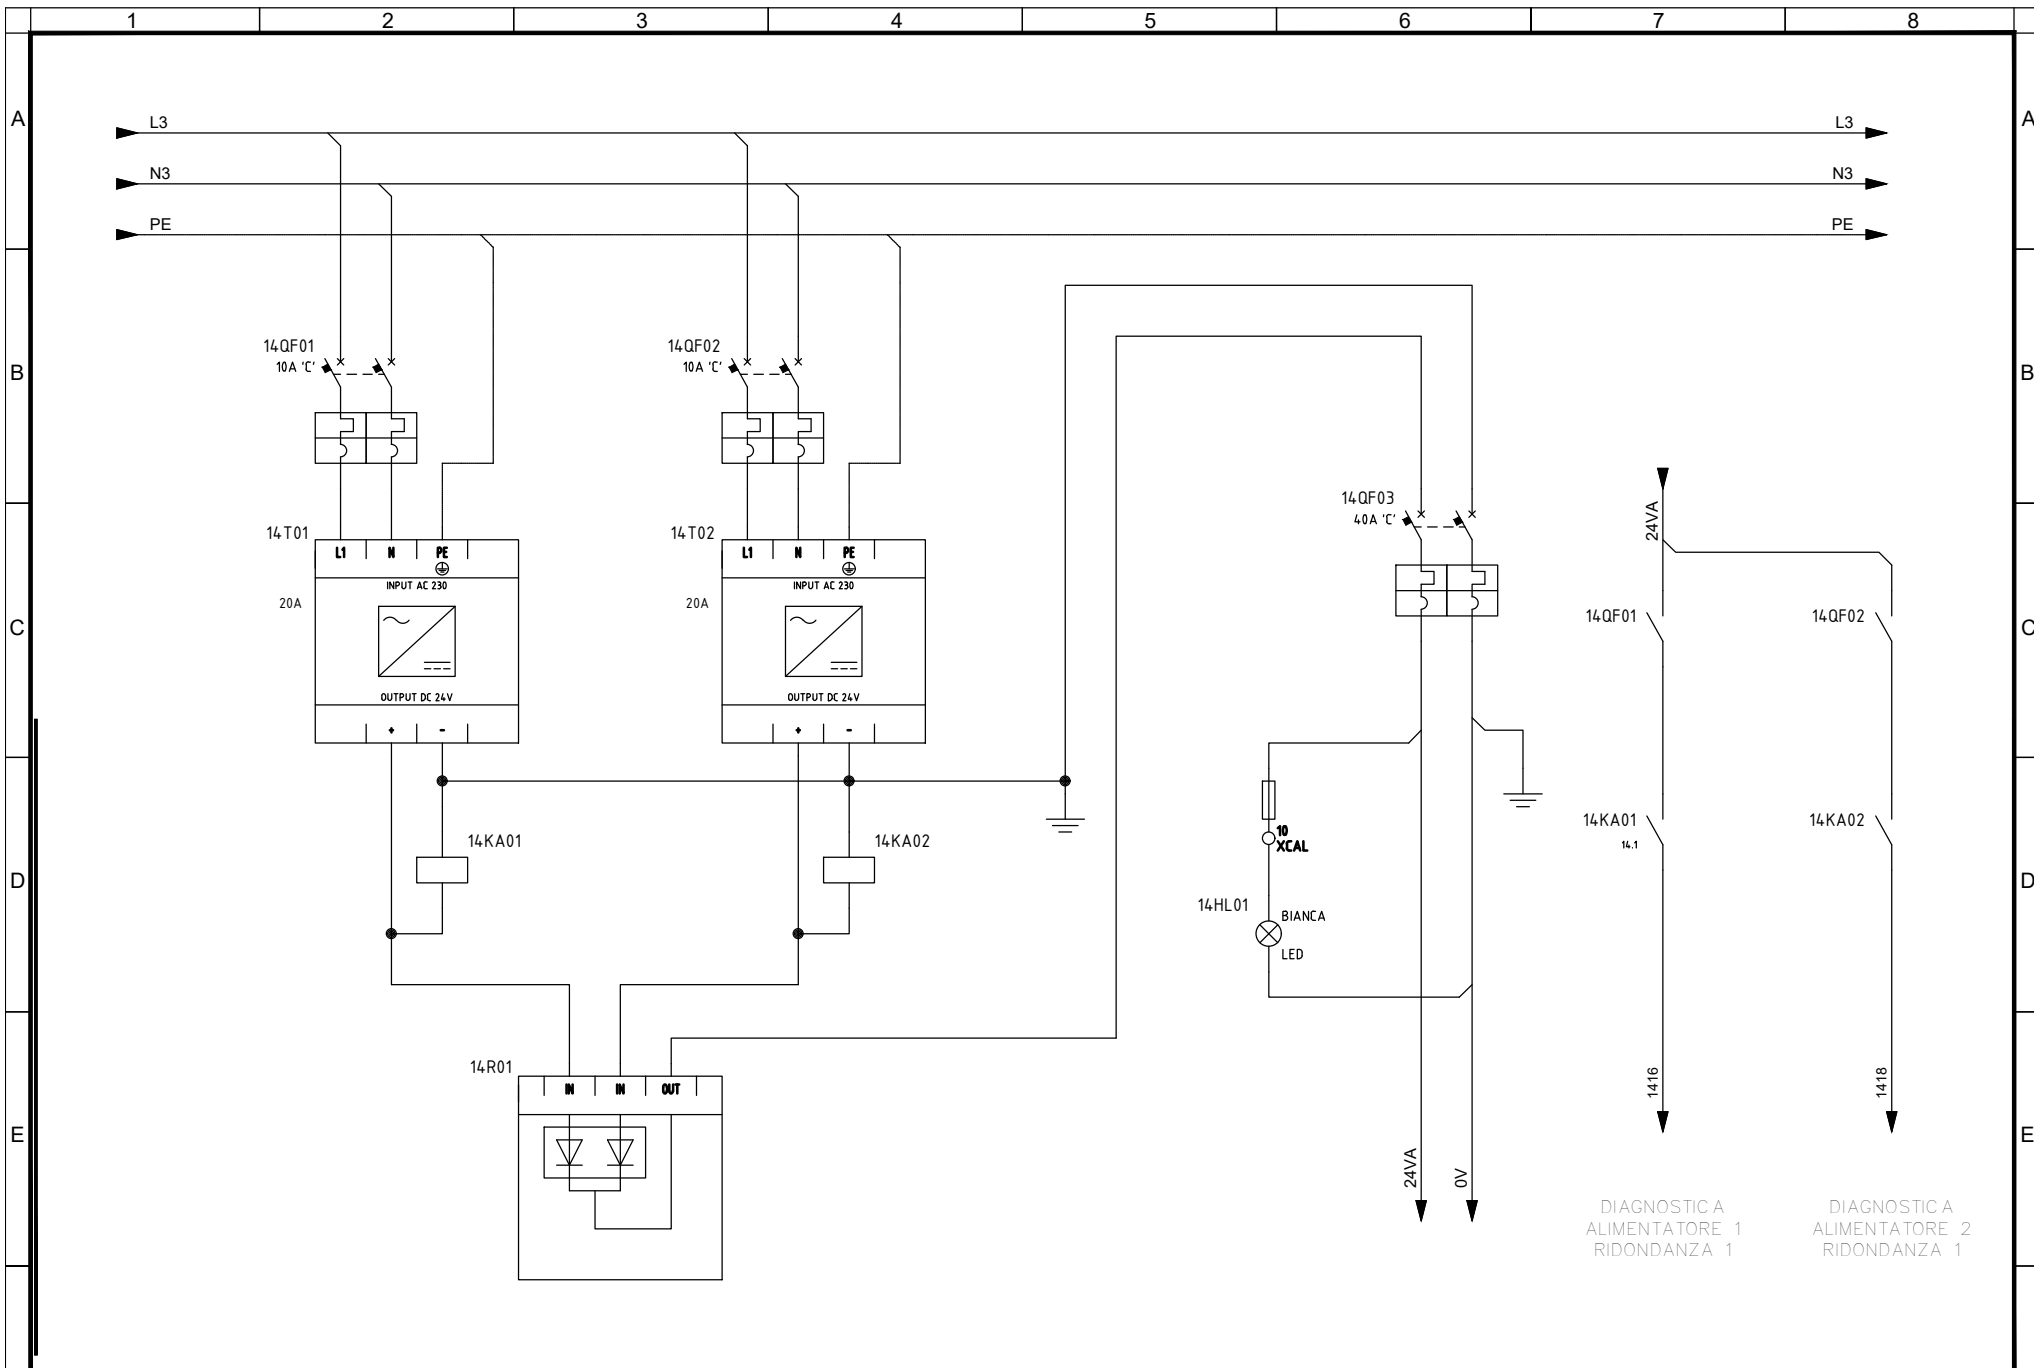 1 2 3 4 5 6 7 8
A A
L3 L3
N3 N3
PE PE
B B
14QF01
10A 'C'
14QF02
10A 'C'
14QF03
40A 'C'
24VA
C C
14T01
L1 N PE
INPUT AC 230
20A
OUTPUT DC 24V
+ -
14T02
L1 N PE
INPUT AC 230
20A
OUTPUT DC 24V
+ -
14QF01
14QF02
D D
14KA01
14KA02
10
XCAL
14HL01
BIANCA
LED
14KA01
14.1
14KA02
E E
14R01
IN IN OUT
24VA
0V
1416
1418
DIAGNOSTICA
ALIMENTATORE 1
RIDONDANZA 1
DIAGNOSTICA
ALIMENTATORE 2
RIDONDANZA 1